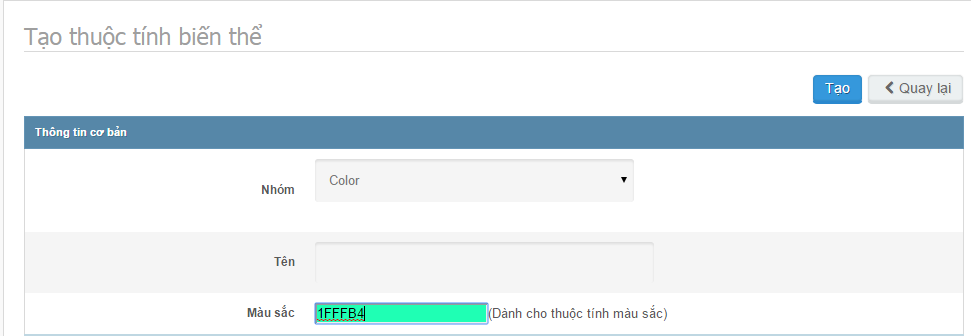 Tạo thuộc tính biến thể
Tạo
Quay lại
Thông tin cơ bản
Nhóm
Color
Tên
Màu sắc
1FFFB4
(Dành cho thuộc tính màu sắc)